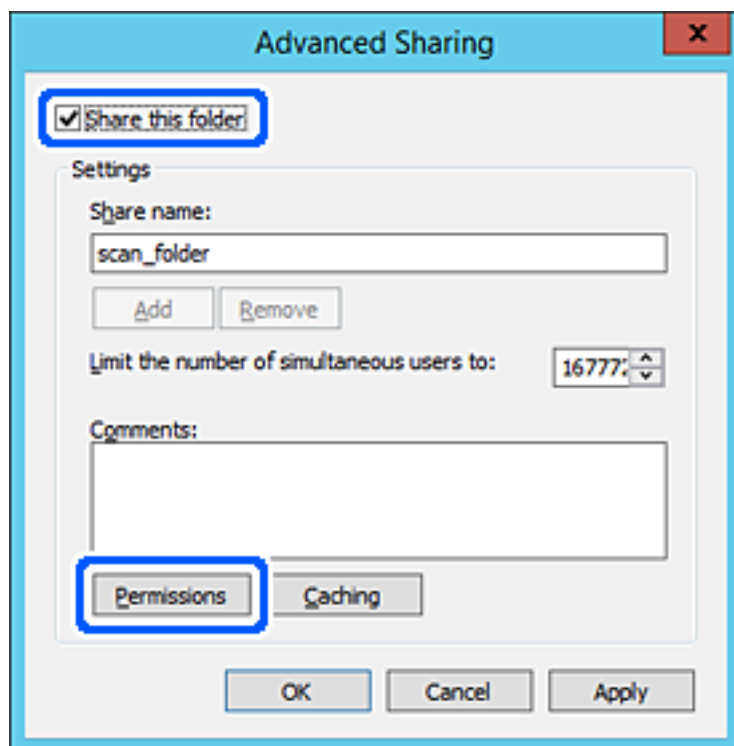 Advanced Sharing
x
Share this folder
Settings
Share name:
scan_folder
Add Remove
Limit the number of simultaneous users to:
Comments:
Permissions Caching
OK Cancel Apply